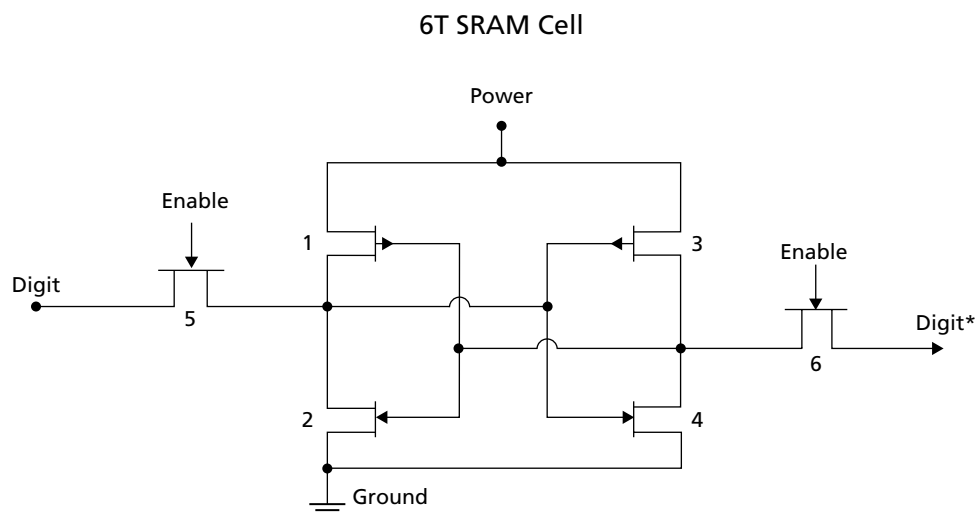 6T SRAM Cell
Power
Enable
1
3
Enable
Digit
5
Digit*
6
2
4
Ground